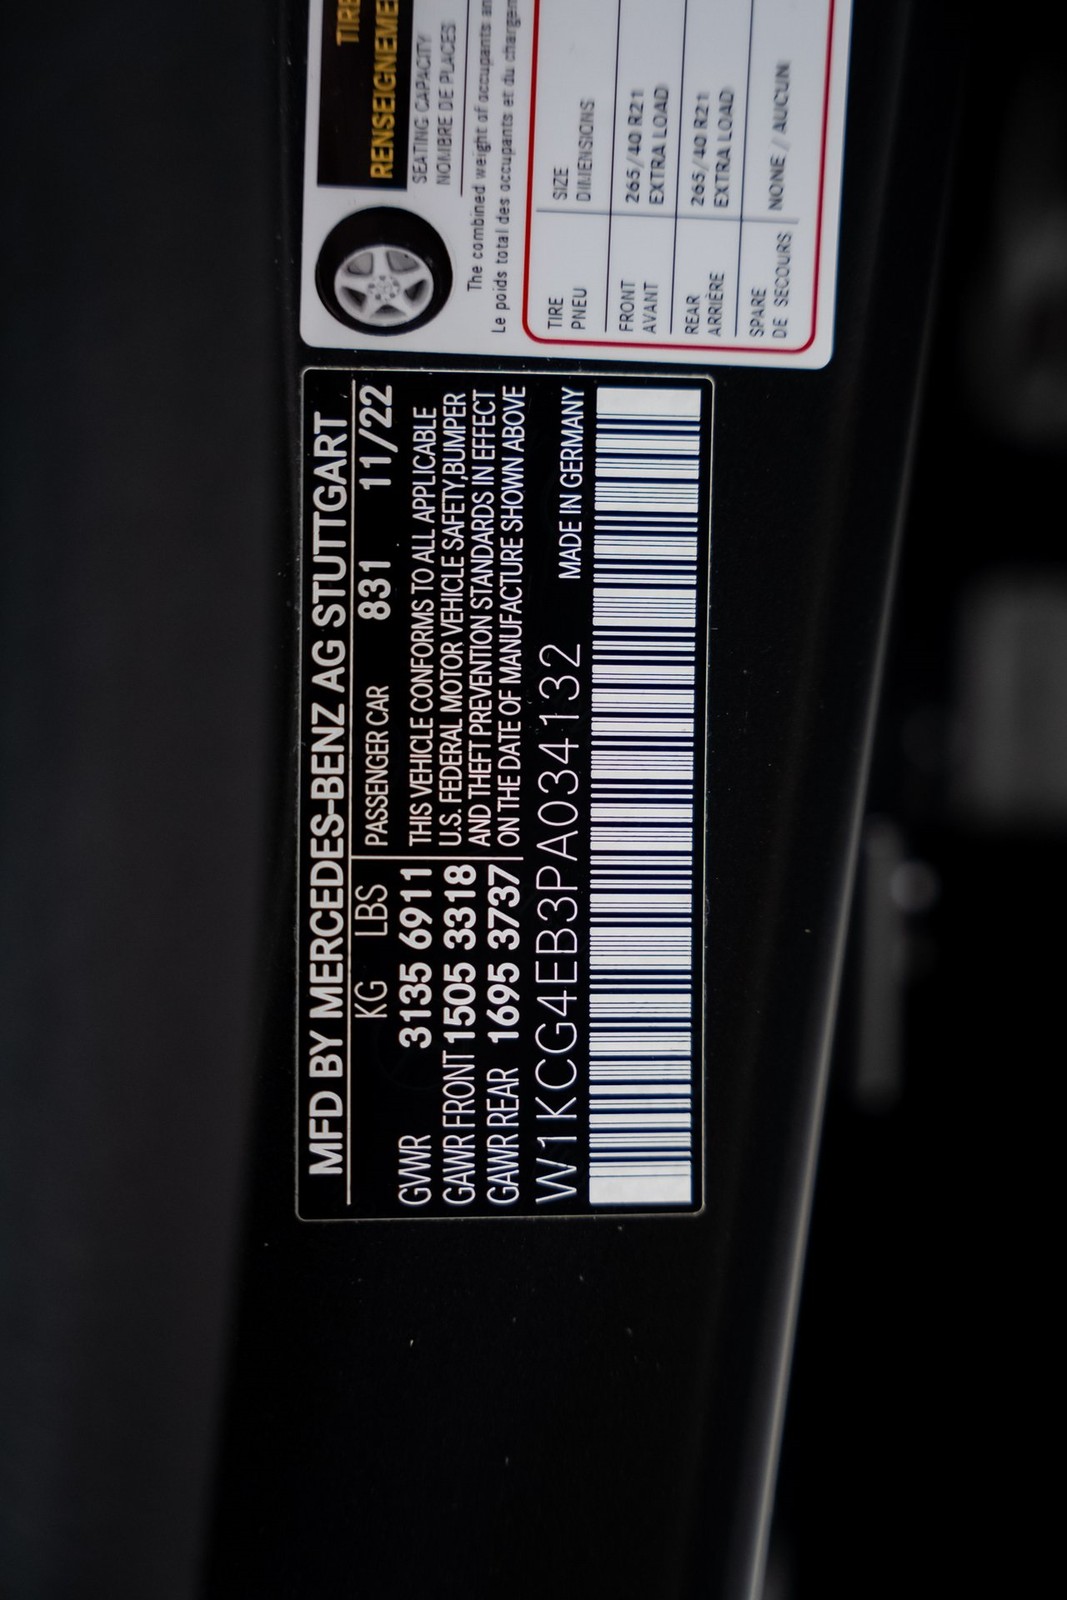 MFD BY MERCEDES-BENZ AG STUTTGART
KG LBS PASSENGER CAR 831 11/22
GVWR 3135 6911 THIS VEHICLE CONFORMS TO ALL APPLICABLE
GAWR FRONT 1505 3318 U.S. FEDERAL MOTOR VEHICLE SAFETY,BUMPER
GAWR REAR 1695 3737 AND THEFT PREVENTION STANDARDS IN EFFECT
ON THE DATE OF MANUFACTURE SHOWN ABOVE
W1KCG4EB3PA034132 MADE IN GERMANY
TIRE
RENSEIGNEME
SEATING CAPACITY
NOMBRE DE PLACES
The combined weight of occupants an
Le poids total des occupants et du chargem
TIRE SIZE
PNEU DIMENSIONS
FRONT 265/40 R21
AVANT EXTRA LOAD
REAR 265/40 R21
ARRIÈRE EXTRA LOAD
SPARE
DE SECOURS NONE / AUCUN